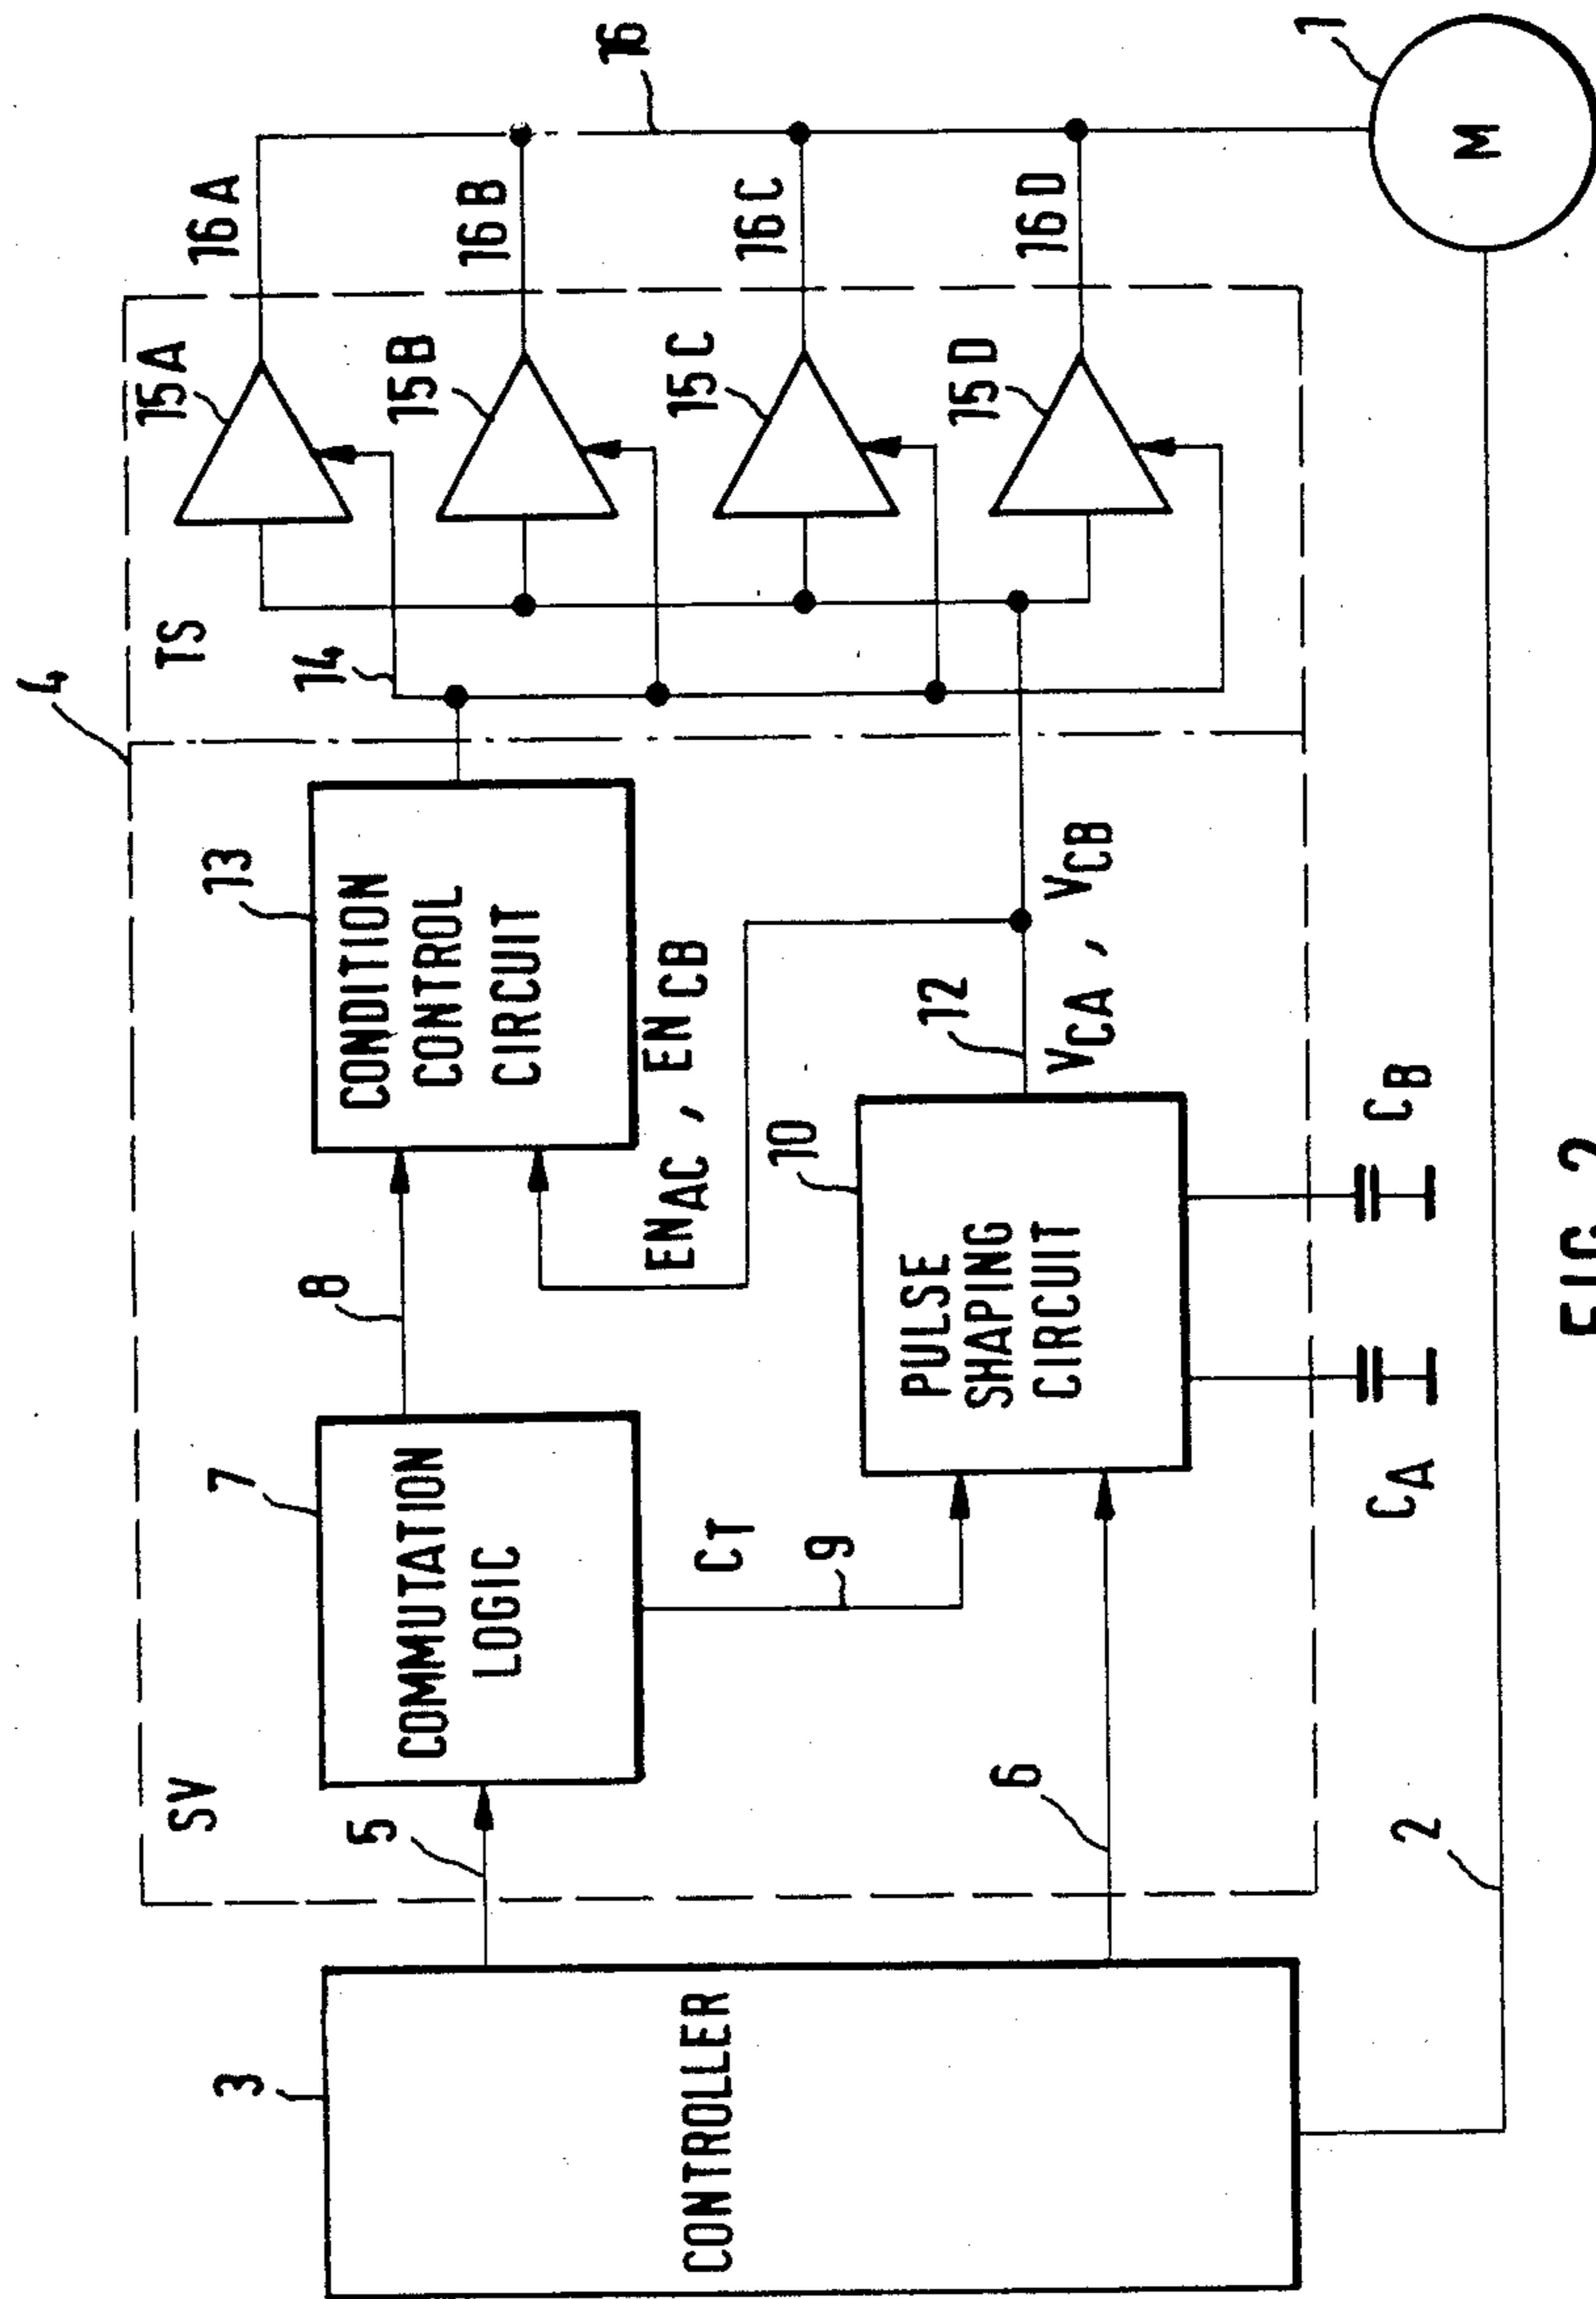 4
SV
TS
3
CONTROLLER
5
6
2
7
COMMUTATION
LOGIC
8
CT
9
13
CONDITION
CONTROL
CIRCUIT
ENAC, ENCB
10
PULSE
SHAPING
CIRCUIT
12
VCA, VCB
CA
CB
14
15A
15B
15C
15D
16A
16B
16C
16D
16
1
M
FIG. 2